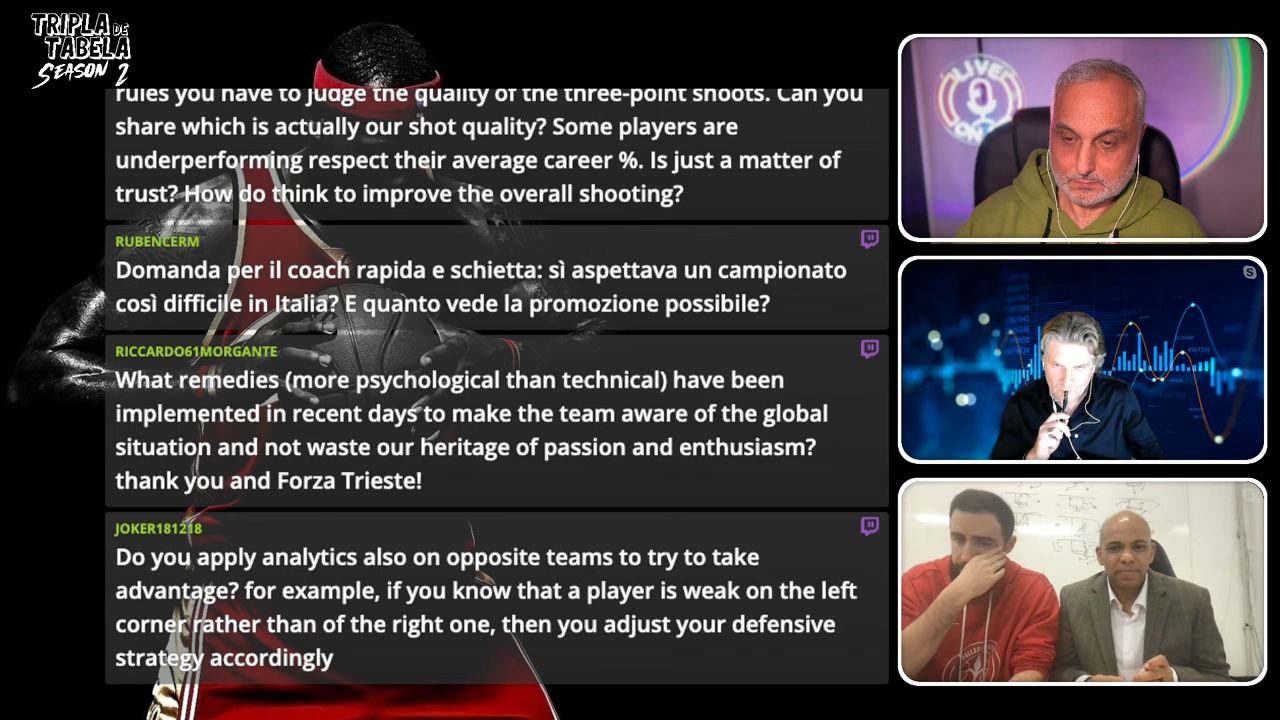 TRIPLA DE
TABELA
SEASON 2
rules you have to judge the quality of the three-point shoots. Can you
share which is actually our shot quality? Some players are
underperforming respect their average career %. Is just a matter of
trust? How do think to improve the overall shooting?
RUBENCERM
Domanda per il coach rapida e schietta: sì aspettava un campionato
così difficile in Italia? E quanto vede la promozione possibile?
RICCARDO61MORGANTE
What remedies (more psychological than technical) have been
implemented in recent days to make the team aware of the global
situation and not waste our heritage of passion and enthusiasm?
thank you and Forza Trieste!
JOKER181218
Do you apply analytics also on opposite teams to try to take
advantage? for example, if you know that a player is weak on the left
corner rather than of the right one, then you adjust your defensive
strategy accordingly
LIVE
ON